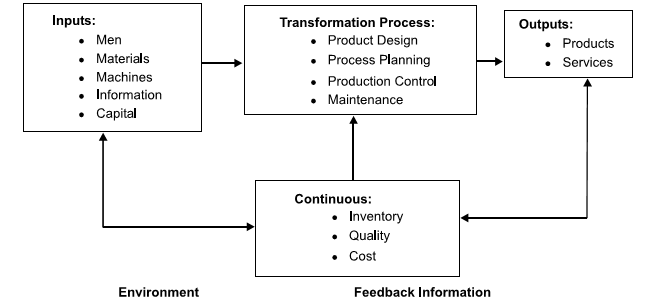 Inputs:
• Men
• Materials
• Machines
• Information
• Capital
Transformation Process:
• Product Design
• Process Planning
• Production Control
• Maintenance
Outputs:
• Products
• Services
Continuous:
• Inventory
• Quality
• Cost
Environment
Feedback Information